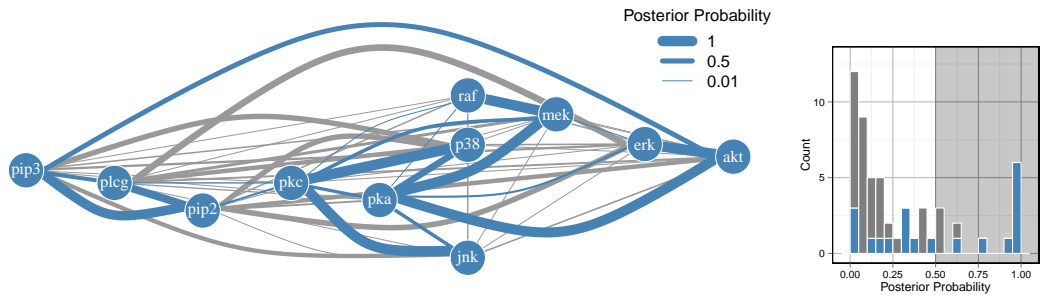 Posterior Probability
1
0.5
0.01
raf
mek
p38
erk
akt
pip3
plcg
pkc
pip2
pka
jnk
10
5
0
Count
0.00 0.25 0.50 0.75 1.00
Posterior Probability